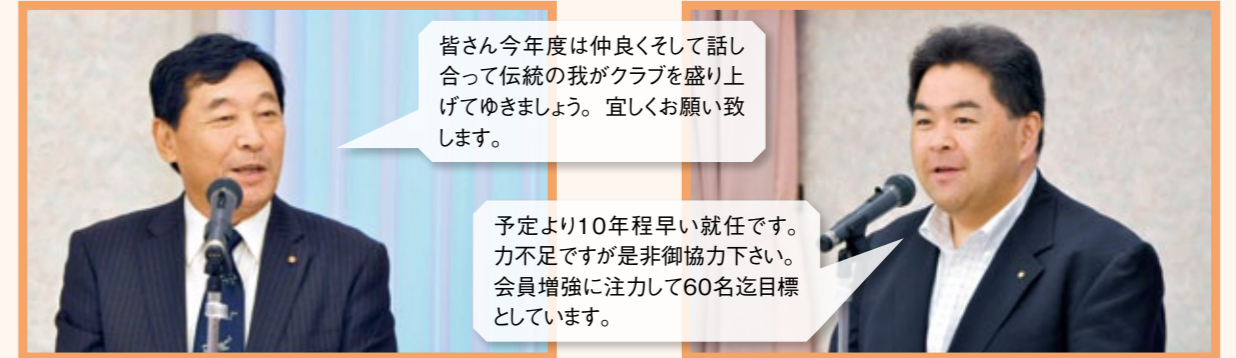 皆さん今年度は仲良くそして話し
合って伝統の我がクラブを盛り上
げてゆきましょう。宜しくお願い致
します。
予定より10年程早い就任です。
力不足ですが是非御協力下さい。
会員増強に注力して60名迄目標
としています。